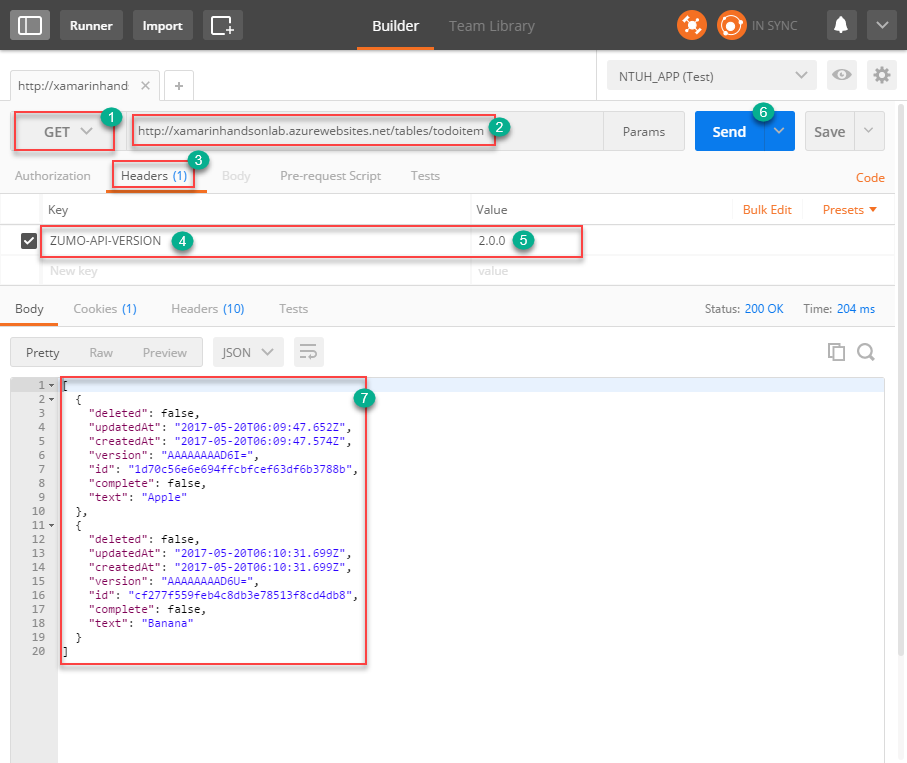 Runner Import Builder Team Library IN SYNC
http://xamarinhand: NTUH_APP (Test)
1
GET http://xamarinhandsonlab.azurewebsites.net/tables/todoitem 2 Params Send 6 Save
3
Authorization Headers (1) Body Pre-request Script Tests Code
Key Value Bulk Edit Presets
ZUMO-API-VERSION 4 2.0.0 5
New key value
Body Cookies (1) Headers (10) Tests Status: 200 OK Time: 204 ms
Pretty Raw Preview JSON
1 [
7
2 {
3 "deleted": false,
4 "updatedAt": "2017-05-20T06:09:47.652Z",
5 "createdAt": "2017-05-20T06:09:47.574Z",
6 "version": "AAAAAAAAD6I=",
7 "id": "1d70c56e6e694ffcbfcef63df6b3788b",
8 "complete": false,
9 "text": "Apple"
10 },
11 {
12 "deleted": false,
13 "updatedAt": "2017-05-20T06:10:31.699Z",
14 "createdAt": "2017-05-20T06:10:31.699Z",
15 "version": "AAAAAAAAD6U=",
16 "id": "cf277f559feb4c8db3e78513f8cd4db8",
17 "complete": false,
18 "text": "Banana"
19 }
20 ]